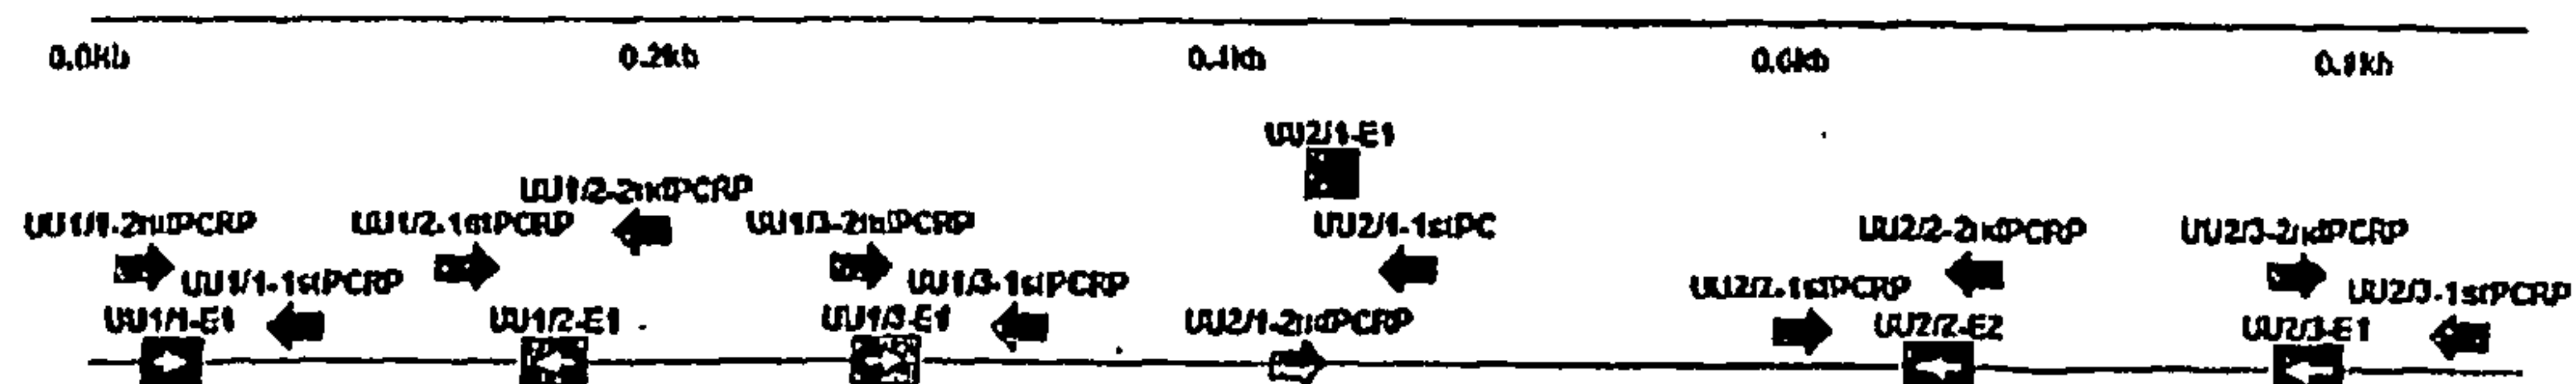 0.0kb 0.2kb 0.4kb 0.6kb 0.8kb
UU2/1-E1
UU1/2-2ndPCRP
UU1/1-2ndPCRP UU1/2-1stPCRP UU1/3-2ndPCRP UU2/1-1stPC UU2/2-2ndPCRP UU2/3-2ndPCRP
UU1/1-1stPCRP UU1/3-1stPCRP UU2/2-1stPCRP UU2/3-1stPCRP
UU1/1-E1 UU1/2-E1 UU1/3-E1 UU2/1-2ndPCRP UU2/2-E2 UU2/3-E1